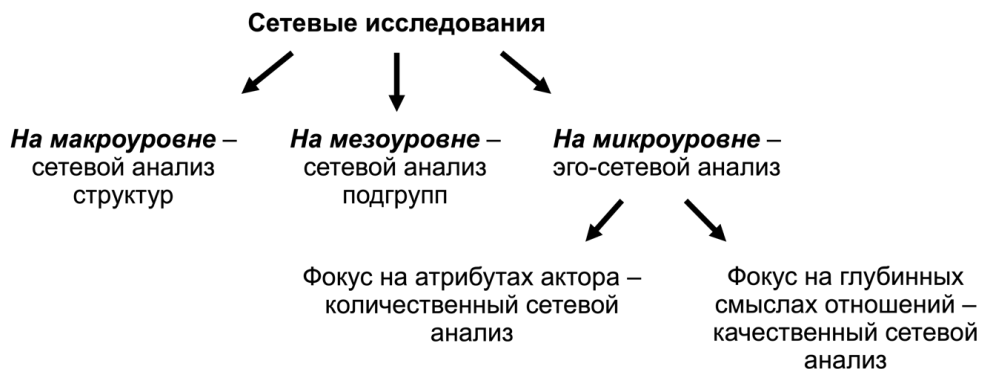 Сетевые исследования
На макроуровне –
сетевой анализ
структур
На мезоуровне –
сетевой анализ
подгрупп
На микроуровне –
эго-сетевой анализ
Фокус на атрибутах актора –
количественный сетевой
анализ
Фокус на глубинных
смыслах отношений –
качественный сетевой
анализ